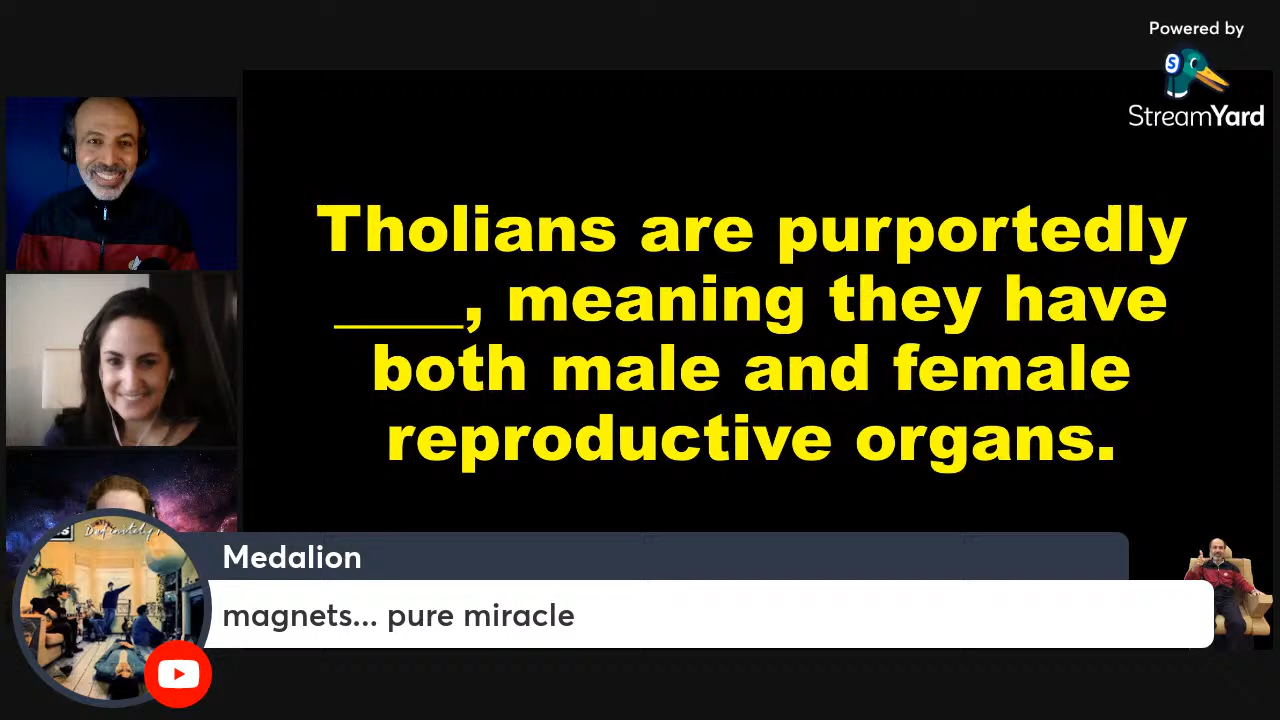 Powered by
StreamYard
Tholians are purportedly
____, meaning they have
both male and female
reproductive organs.
Medalion
magnets... pure miracle